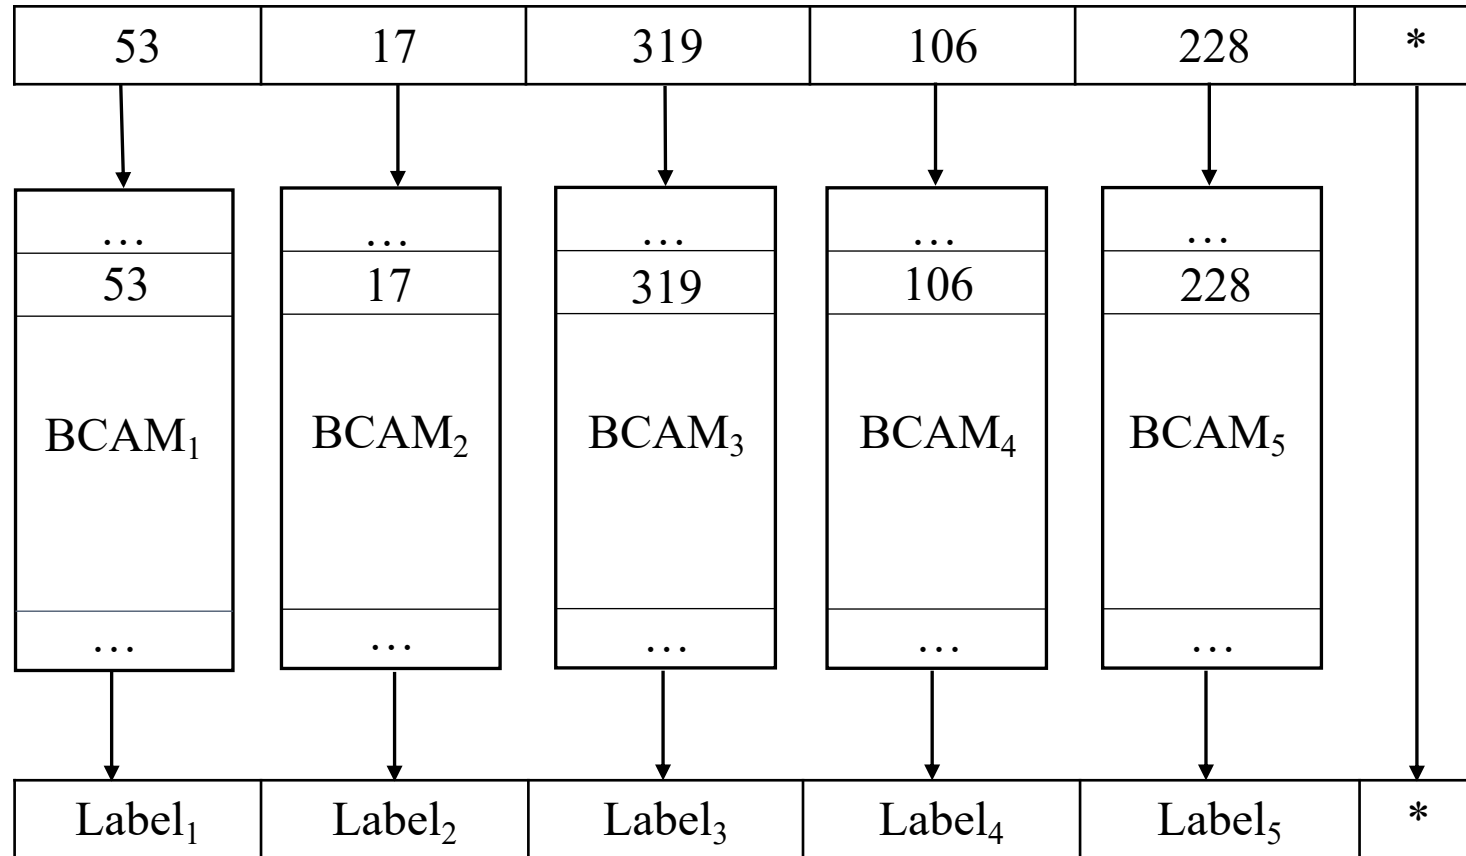 53 17 319 106 228 *
… … … … …
53 17 319 106 228
BCAM₁ BCAM₂ BCAM₃ BCAM₄ BCAM₅
… … … … …
Label₁ Label₂ Label₃ Label₄ Label₅ *